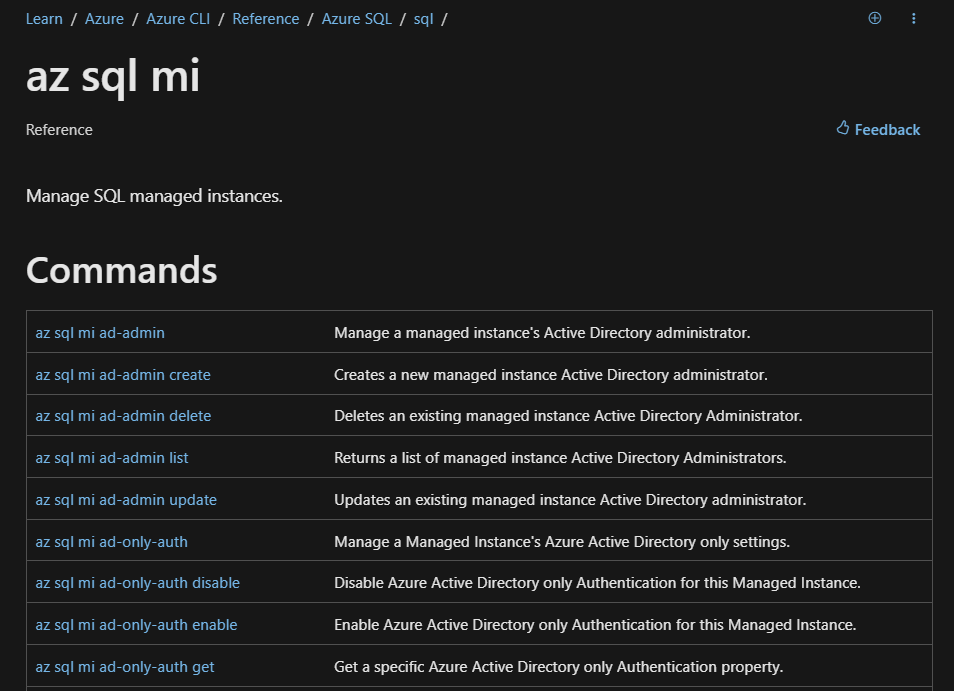 Learn / Azure / Azure CLI / Reference / Azure SQL / sql /
az sql mi
Reference
Feedback
Manage SQL managed instances.
Commands
az sql mi ad-admin Manage a managed instance's Active Directory administrator.
az sql mi ad-admin create Creates a new managed instance Active Directory administrator.
az sql mi ad-admin delete Deletes an existing managed instance Active Directory Administrator.
az sql mi ad-admin list Returns a list of managed instance Active Directory Administrators.
az sql mi ad-admin update Updates an existing managed instance Active Directory administrator.
az sql mi ad-only-auth Manage a Managed Instance's Azure Active Directory only settings.
az sql mi ad-only-auth disable Disable Azure Active Directory only Authentication for this Managed Instance.
az sql mi ad-only-auth enable Enable Azure Active Directory only Authentication for this Managed Instance.
az sql mi ad-only-auth get Get a specific Azure Active Directory only Authentication property.